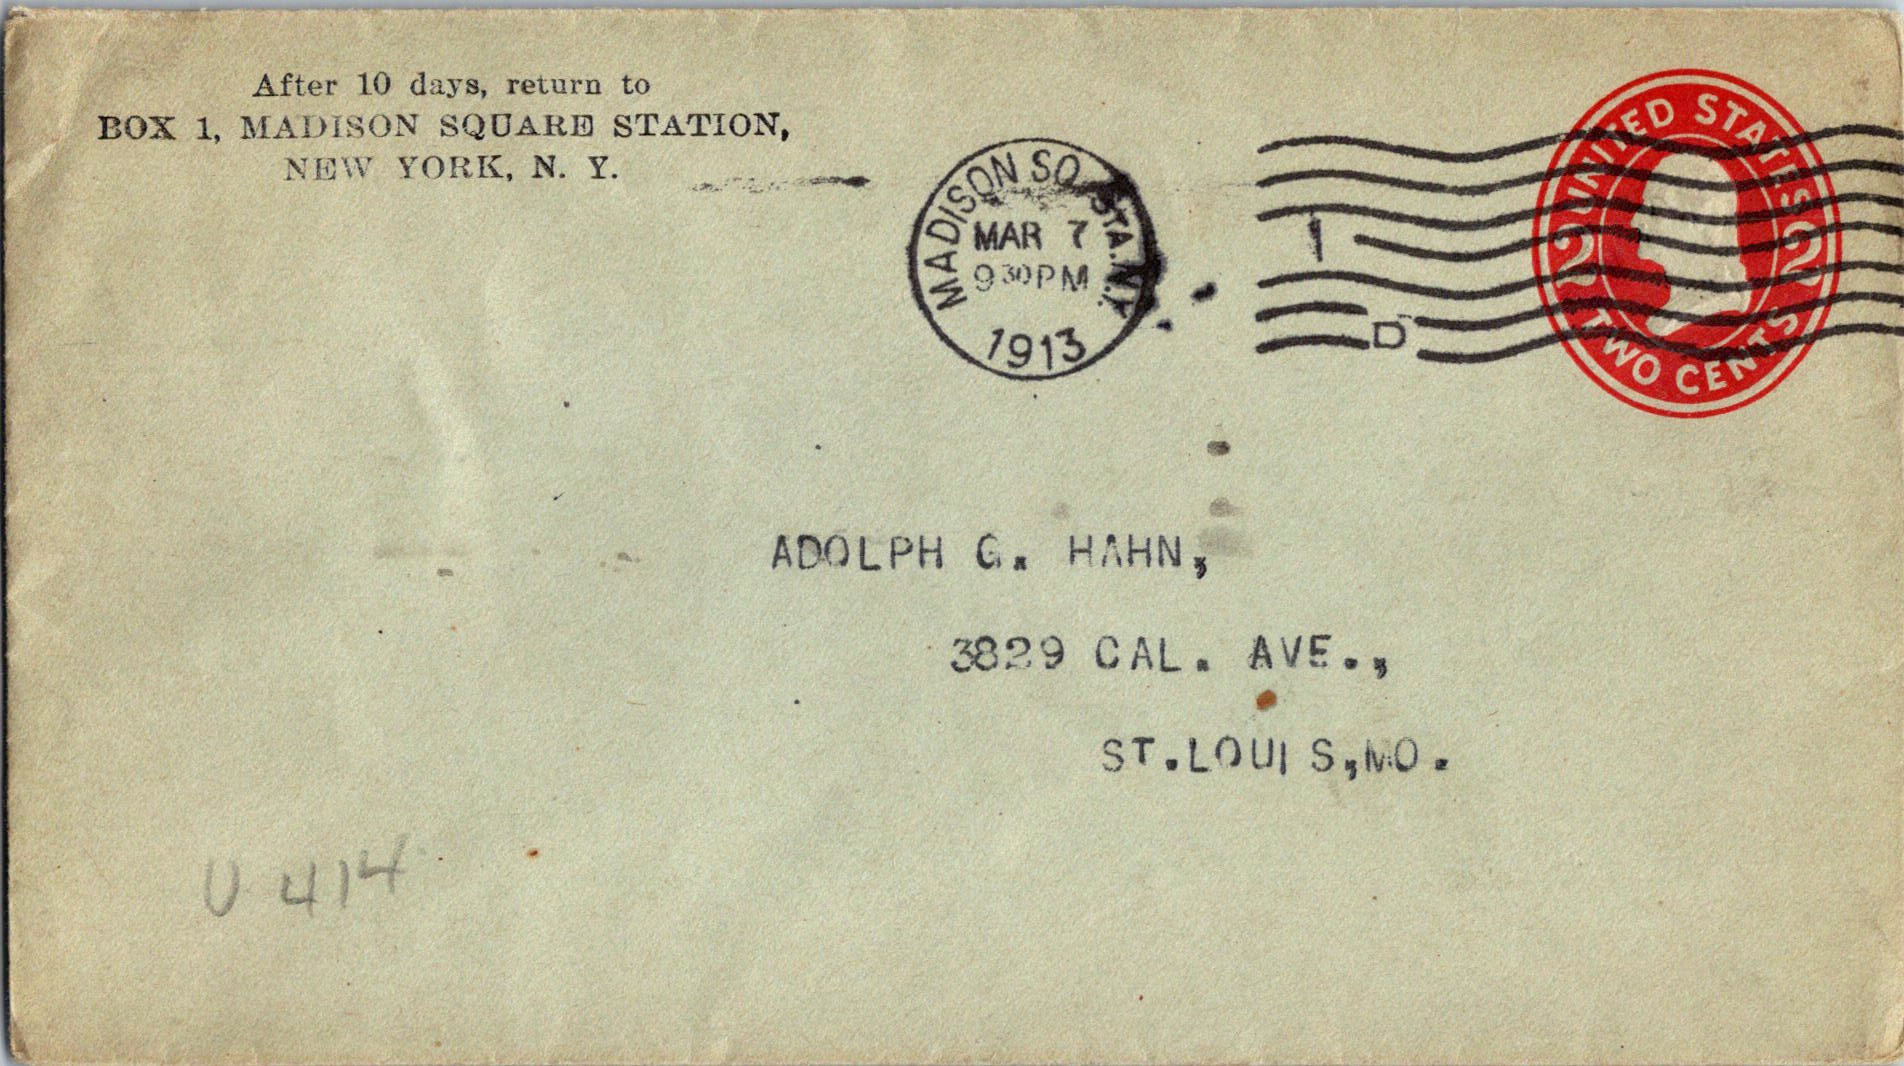 After 10 days, return to
BOX 1, MADISON SQUARE STATION,
NEW YORK, N. Y.
MADISON SQ. STA. N.Y.
MAR 7
9 30 PM
1913
1
D
UNITED STATES
2 2
TWO CENTS
ADOLPH G. HAHN,
3829 CAL. AVE.,
ST.LOUIS,MO.
U 414